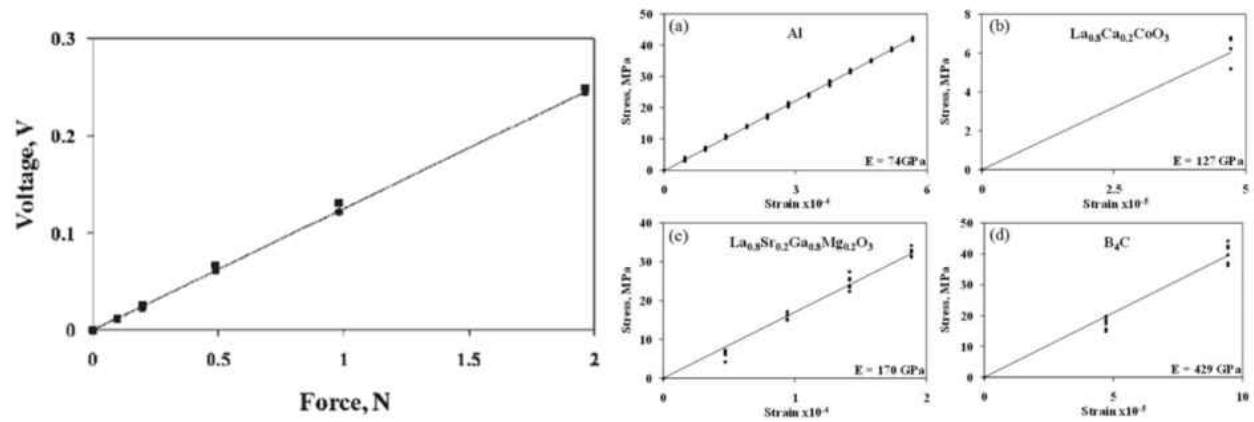 0.3
0.2
0.1
0
Voltage, V
0 0.5 1 1.5 2
Force, N
(a) Al
50
40
30
20
10
0
Stress, MPa
E = 74GPa
0 3 6
Strain x10⁻⁴
(b) La₀.₈Ca₀.₂CoO₃
8
6
4
2
0
Stress, MPa
E = 127 GPa
0 2.5 5
Strain x10⁻⁵
(c) La₀.₈Sr₀.₂Ga₀.₈Mg₀.₂O₃
40
30
20
10
0
Stress, MPa
E = 170 GPa
0 1 2
Strain x10⁻⁴
(d) B₄C
50
40
30
20
10
0
Stress, MPa
E = 429 GPa
0 5 10
Strain x10⁻⁵